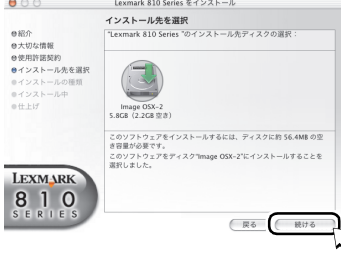 Lexmark 810 Series をインストール
インストール先を選択
紹介
大切な情報
使用許諾契約
インストール先を選択
インストールの種類
インストール中
仕上げ
"Lexmark 810 Series "のインストール先ディスクの選択：
Image OSX-2
5.8GB（2.2GB 空き）
このソフトウェアをインストールするには、ディスクに約 56.4MB の空
き容量が必要です。
このソフトウェアをディスク"Image OSX-2"にインストールすることを
選択しました。
LEXMARK
810
SERIES
戻る
続ける